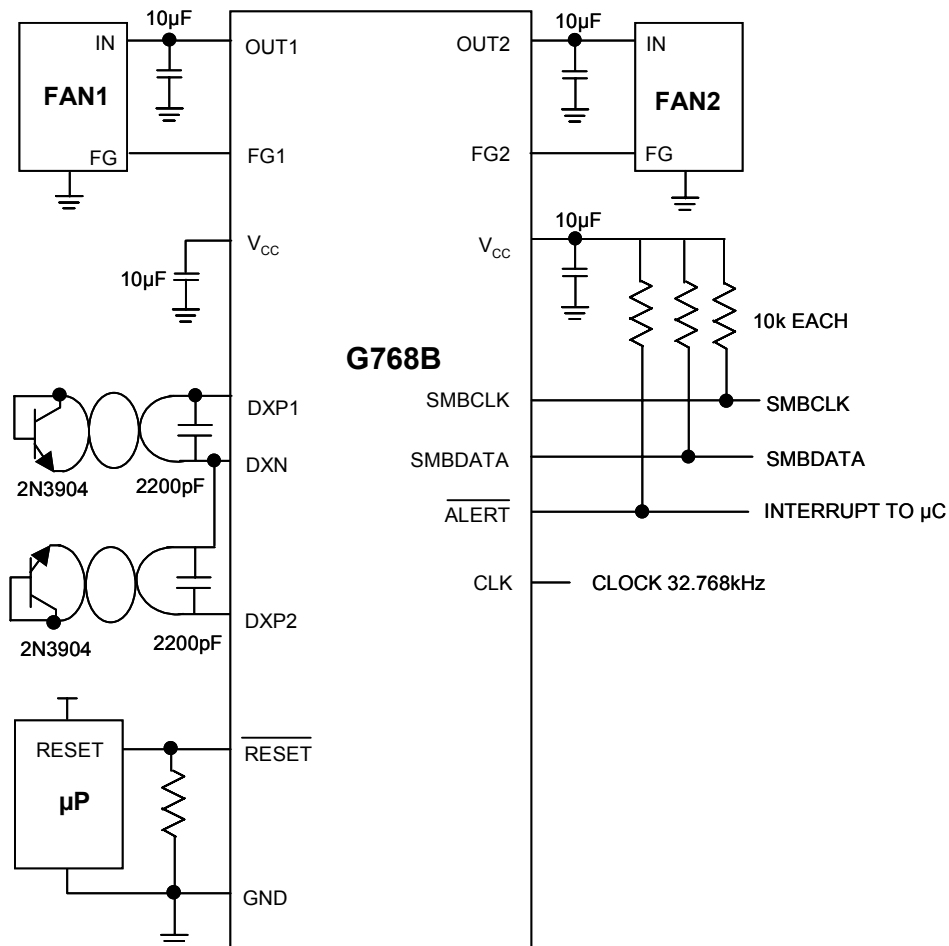 10µF
IN
OUT1
FAN1
FG
FG1
V_CC
10µF
G768B
DXP1
DXN
2N3904
2200pF
DXP2
2N3904
2200pF
RESET
µP
RESET
GND
10µF
OUT2
IN
FAN2
FG2
FG
10µF
V_CC
10k EACH
SMBCLK
SMBCLK
SMBDATA
SMBDATA
ALERT
INTERRUPT TO µC
CLK
CLOCK 32.768kHz